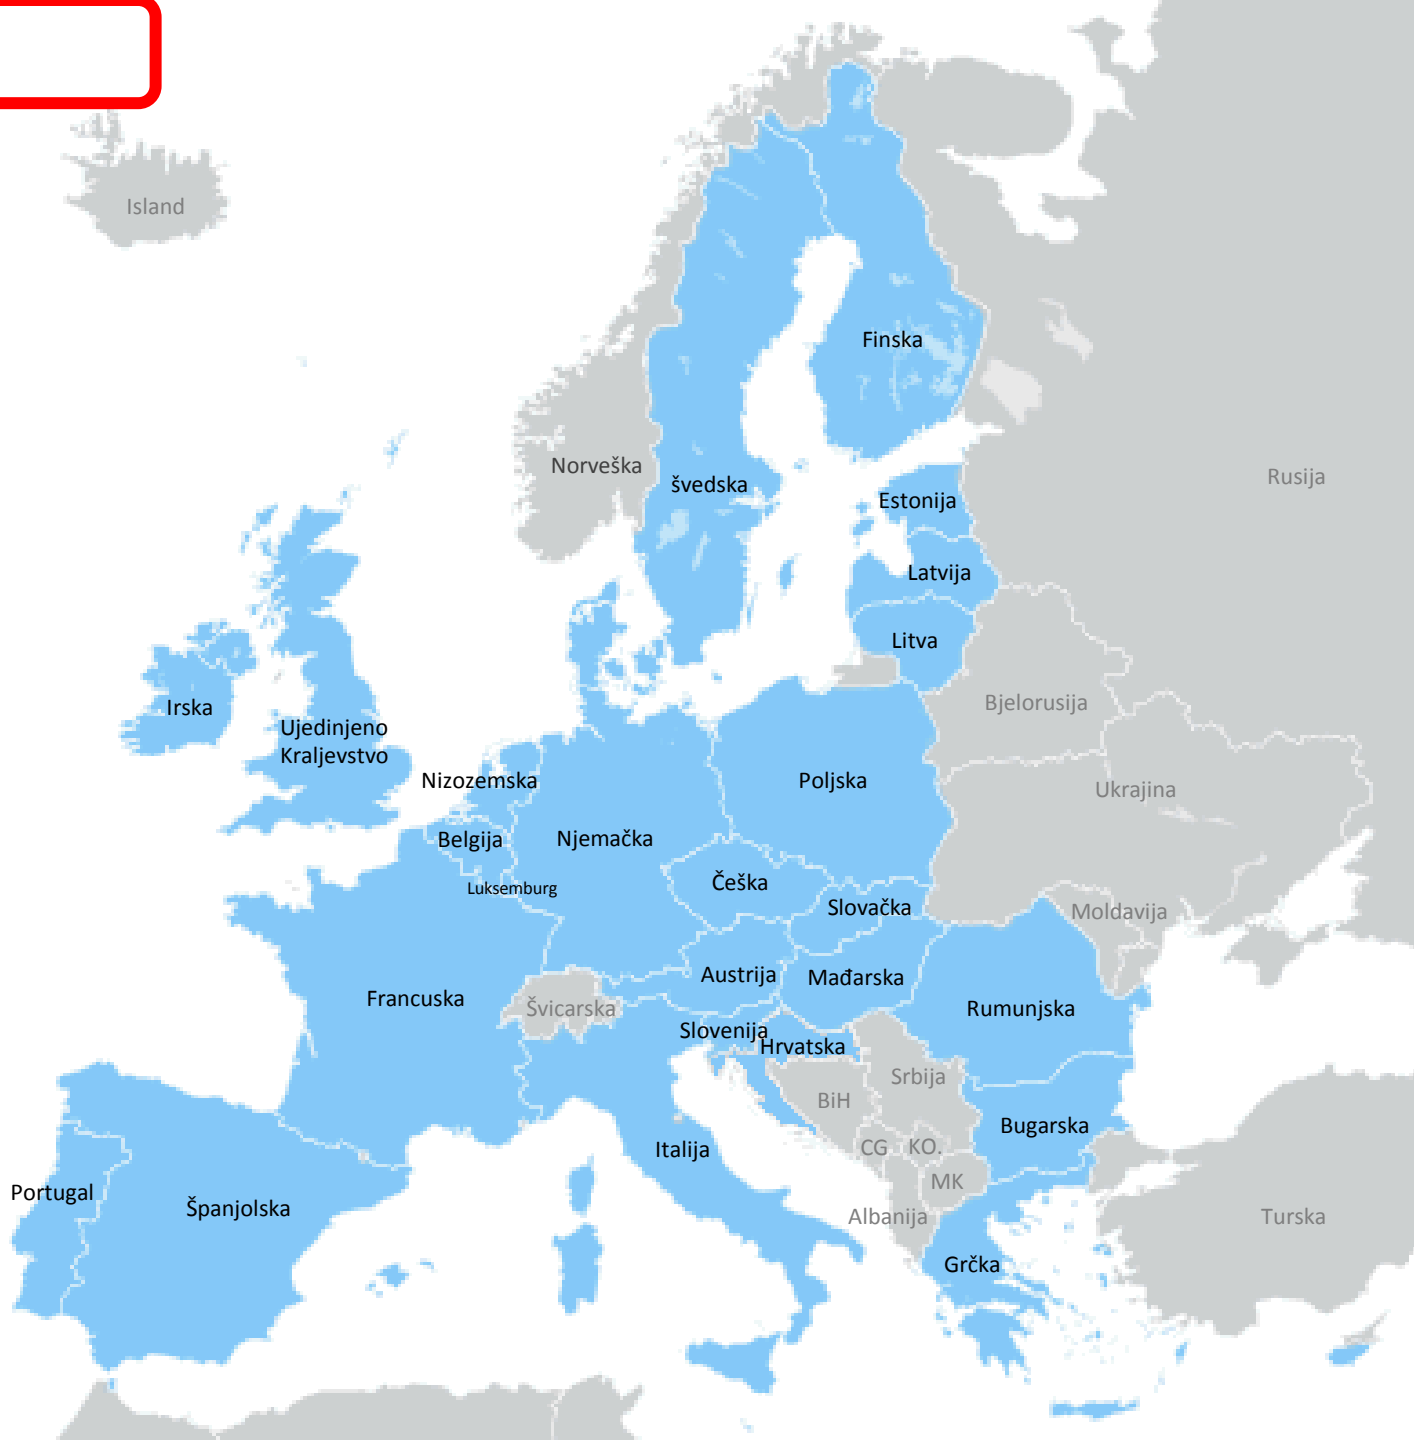 Island
Finska
Norveška
Rusija
švedska
Estonija
Latvija
Litva
Bjelorusija
Irska
Ujedinjeno
Kraljevstvo
Nizozemska
Poljska
Ukrajina
Belgija
Njemačka
Češka
Luksemburg
Slovačka
Moldavija
Austrija
Mađarska
Francuska
Švicarska
Rumunjska
Slovenija
Hrvatska
Srbija
BiH
Bugarska
CG
KO.
Italija
MK
Portugal
Španjolska
Albanija
Turska
Grčka